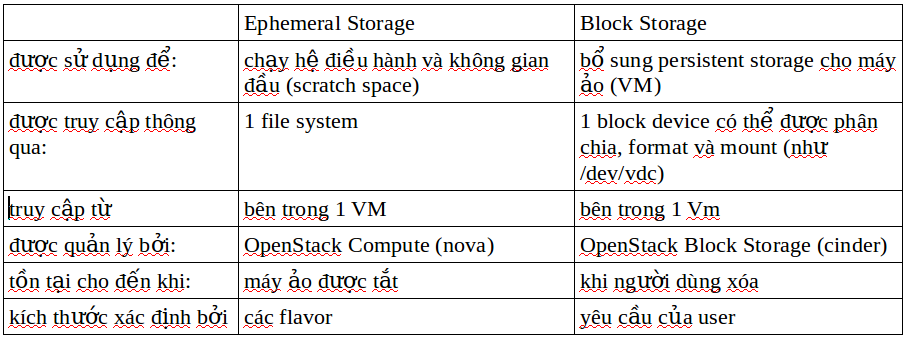 Ephemeral Storage
Block Storage
được sử dụng để:
chạy hệ điều hành và không gian
đầu (scratch space)
bổ sung persistent storage cho máy
ảo (VM)
được truy cập thông
qua:
1 file system
1 block device có thể được phân
chia, format và mount (như
/dev/vdc)
truy cập từ
bên trong 1 VM
bên trong 1 Vm
được quản lý bởi:
OpenStack Compute (nova)
OpenStack Block Storage (cinder)
tồn tại cho đến khi:
máy ảo được tắt
khi người dùng xóa
kích thước xác định bởi
các flavor
yêu cầu của user